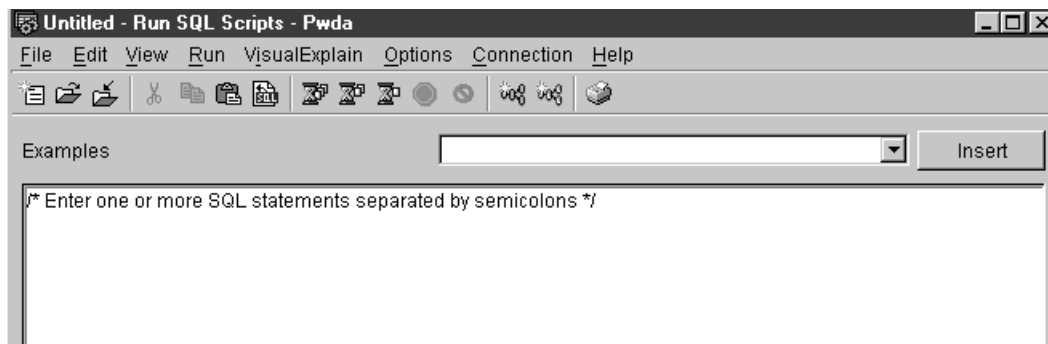 Untitled - Run SQL Scripts - Pwda
File Edit View Run VisualExplain Options Connection Help
Examples
Insert
/* Enter one or more SQL statements separated by semicolons */